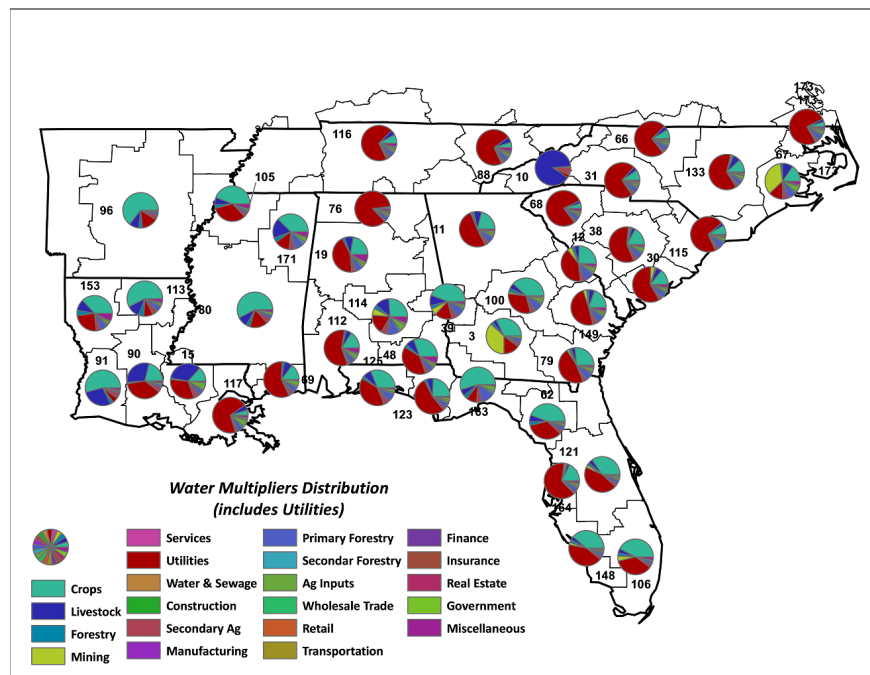 173
173
116
66
67
88
10
31
133
177
105
96
76
68
11
12
38
115
19
171
30
153
113
80
114
100
39
149
112
3
91
90
15
125
48
79
117
69
123
183
62
121
164
148
106
Water Multipliers Distribution
(includes Utilities)
Crops
Livestock
Forestry
Mining
Services
Utilities
Water & Sewage
Construction
Secondary Ag
Manufacturing
Primary Forestry
Secondar Forestry
Ag Inputs
Wholesale Trade
Retail
Transportation
Finance
Insurance
Real Estate
Government
Miscellaneous